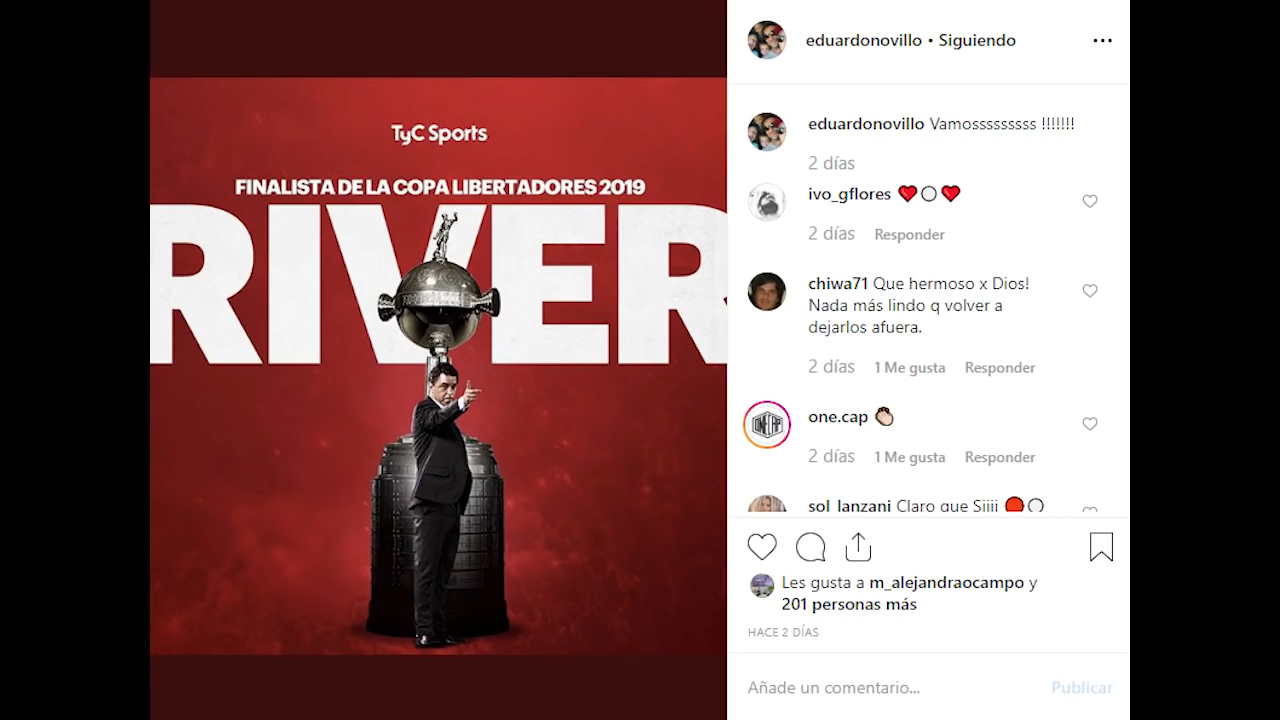 TyC Sports
FINALISTA DE LA COPA LIBERTADORES 2019
RIVER
eduardonovillo • Siguiendo
eduardonovillo Vamosssssssss !!!!!!!
2 días
ivo_gflores ❤️⚪❤️
2 días Responder
chiwa71 Que hermoso x Dios!
Nada más lindo q volver a
dejarlos afuera.
2 días 1 Me gusta Responder
one.cap 👏🏻
ONECAP
2 días 1 Me gusta Responder
sol_lanzani Claro que Siiii 🔴⚪
Les gusta a m_alejandraocampo y
201 personas más
HACE 2 DÍAS
Añade un comentario... Publicar